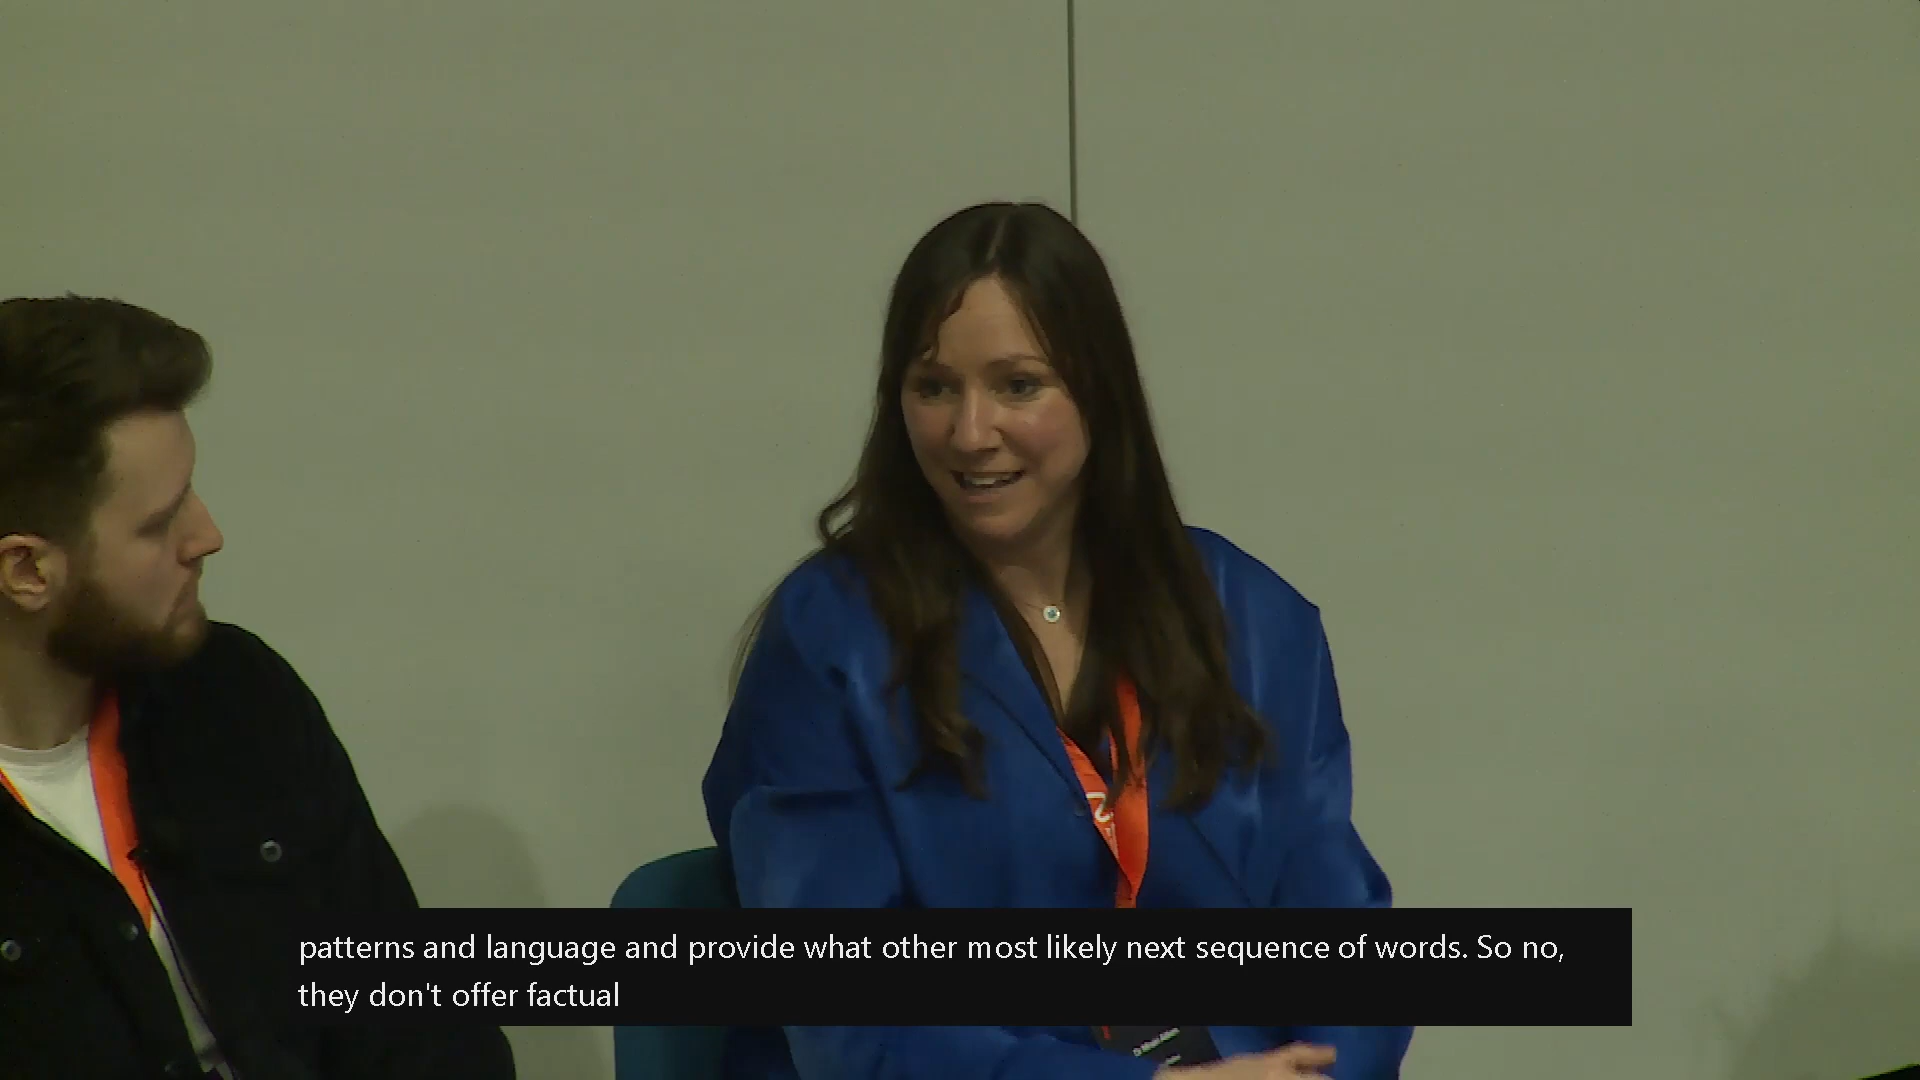 patterns and language and provide what other most likely next sequence of words. So no,
they don't offer factual